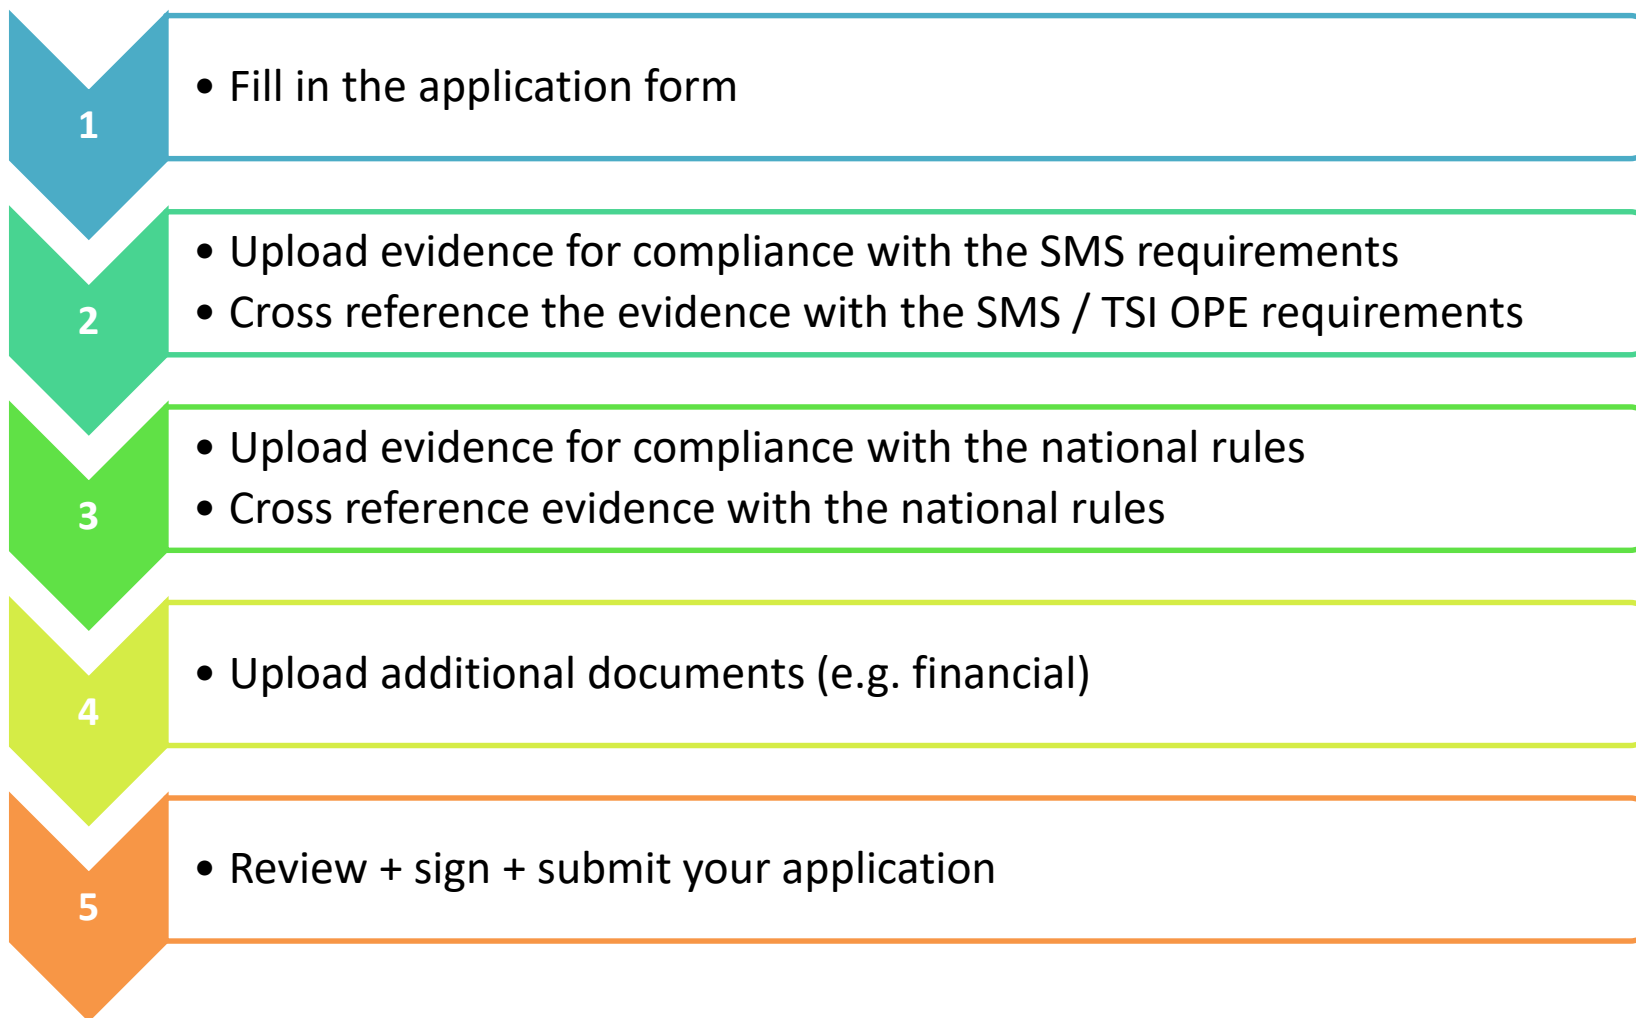 1
• Fill in the application form
2
• Upload evidence for compliance with the SMS requirements
• Cross reference the evidence with the SMS / TSI OPE requirements
3
• Upload evidence for compliance with the national rules
• Cross reference evidence with the national rules
4
• Upload additional documents (e.g. financial)
5
• Review + sign + submit your application